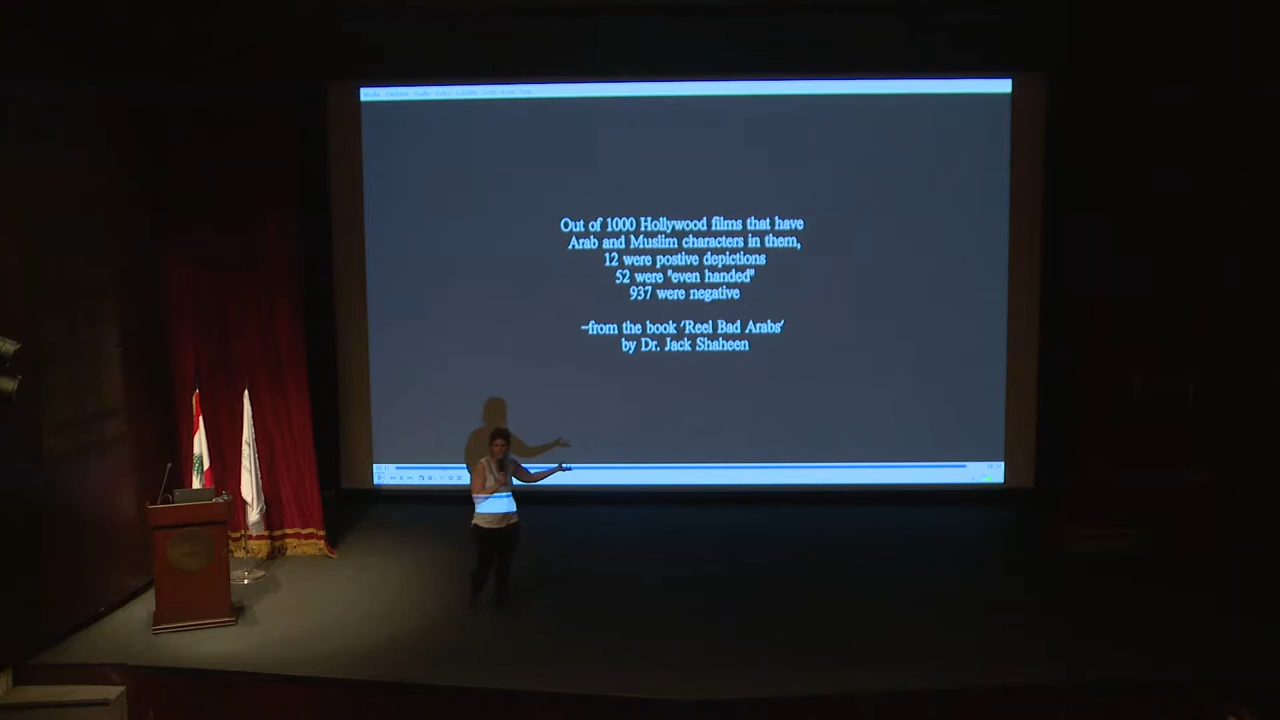 Out of 1000 Hollywood films that have
Arab and Muslim characters in them,
12 were postive depictions
52 were "even handed"
937 were negative
-from the book 'Reel Bad Arabs'
by Dr. Jack Shaheen